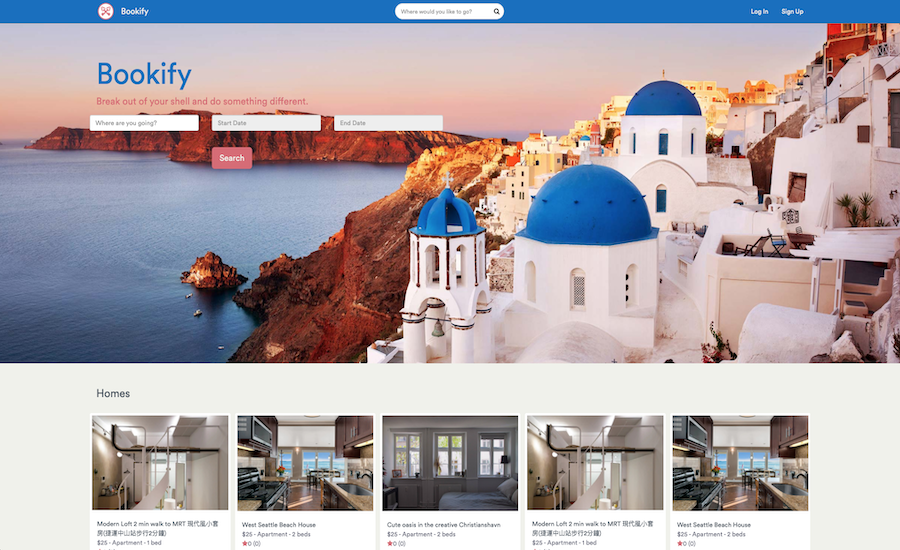 Bookify
Where would you like to go?
Log In
Sign Up
Bookify
Break out of your shell and do something different.
Where are you going?
Start Date
End Date
Search
Homes
Modern Loft 2 min walk to MRT 現代風小套
房(捷運中山站步行2分鐘)
$25 - Apartment - 1 bed
West Seattle Beach House
$25 - Apartment - 2 beds
0 (0)
Cute oasis in the creative Christianshavn
$25 - Apartment - 2 beds
0 (0)
Modern Loft 2 min walk to MRT 現代風小套
房(捷運中山站步行2分鐘)
$25 - Apartment - 1 bed
West Seattle Beach House
$25 - Apartment - 2 beds
0 (0)